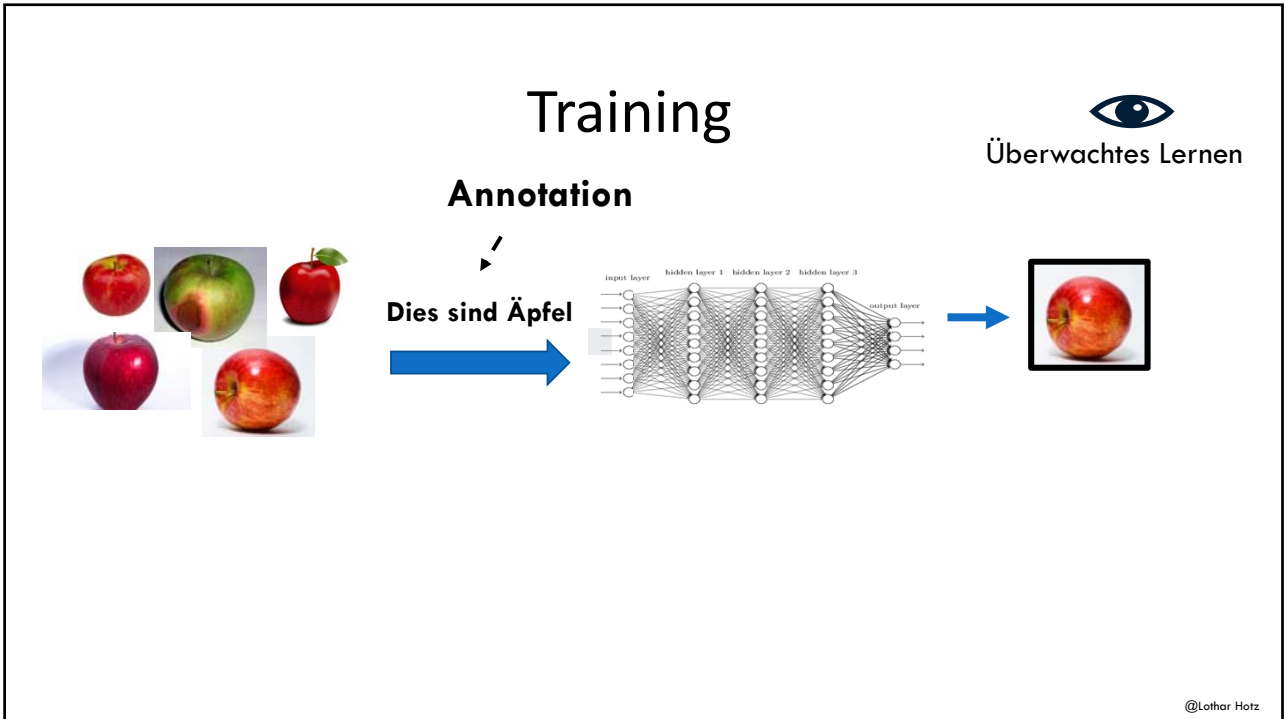 Training
Überwachtes Lernen
Annotation
Dies sind Äpfel
input layer
hidden layer 1 hidden layer 2 hidden layer 3
output layer
@Lothar Hotz